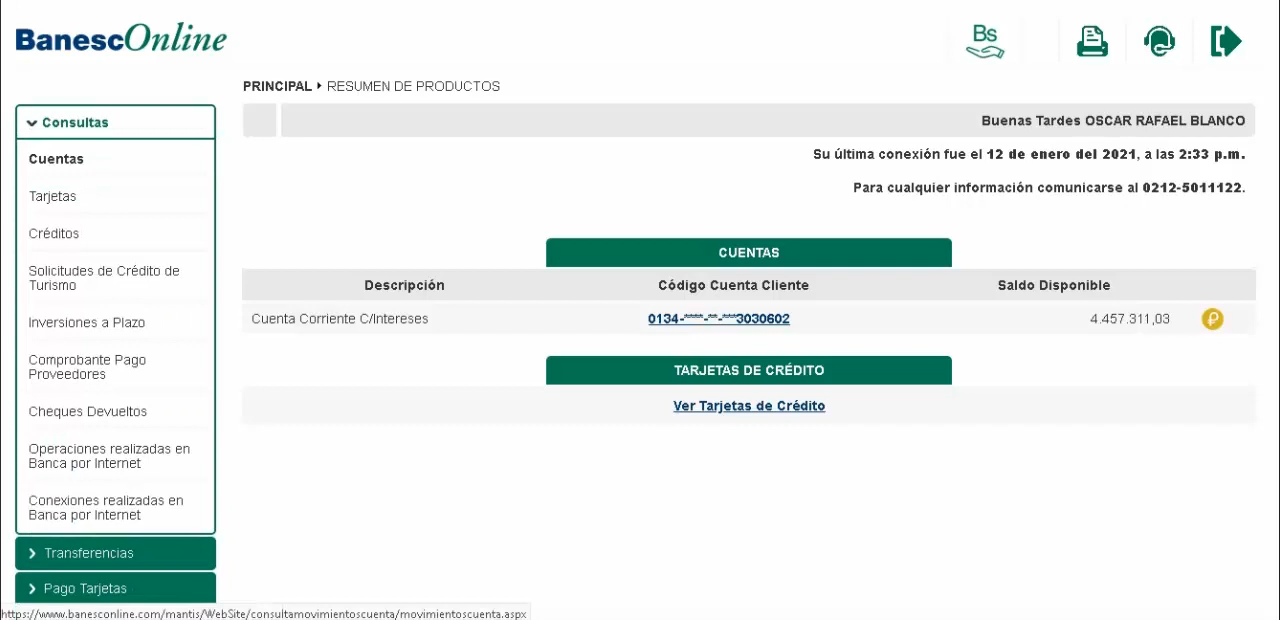 BanescOnline
Bs
PRINCIPAL RESUMEN DE PRODUCTOS
Buenas Tardes OSCAR RAFAEL BLANCO
Su última conexión fue el 12 de enero del 2021, a las 2:33 p.m.
Para cualquier información comunicarse al 0212-5011122.
Consultas
Cuentas
Tarjetas
Créditos
Solicitudes de Crédito de
Turismo
Inversiones a Plazo
Comprobante Pago
Proveedores
Cheques Devueltos
Operaciones realizadas en
Banca por Internet
Conexiones realizadas en
Banca por Internet
Transferencias
Pago Tarjetas
CUENTAS
Descripción Código Cuenta Cliente Saldo Disponible
Cuenta Corriente C/Intereses 0134-****-**-***3030602 4.457.311,03
TARJETAS DE CRÉDITO
Ver Tarjetas de Crédito
https://www.banesconline.com/mantis/WebSite/consultamovimientoscuenta/movimientoscuenta.aspx